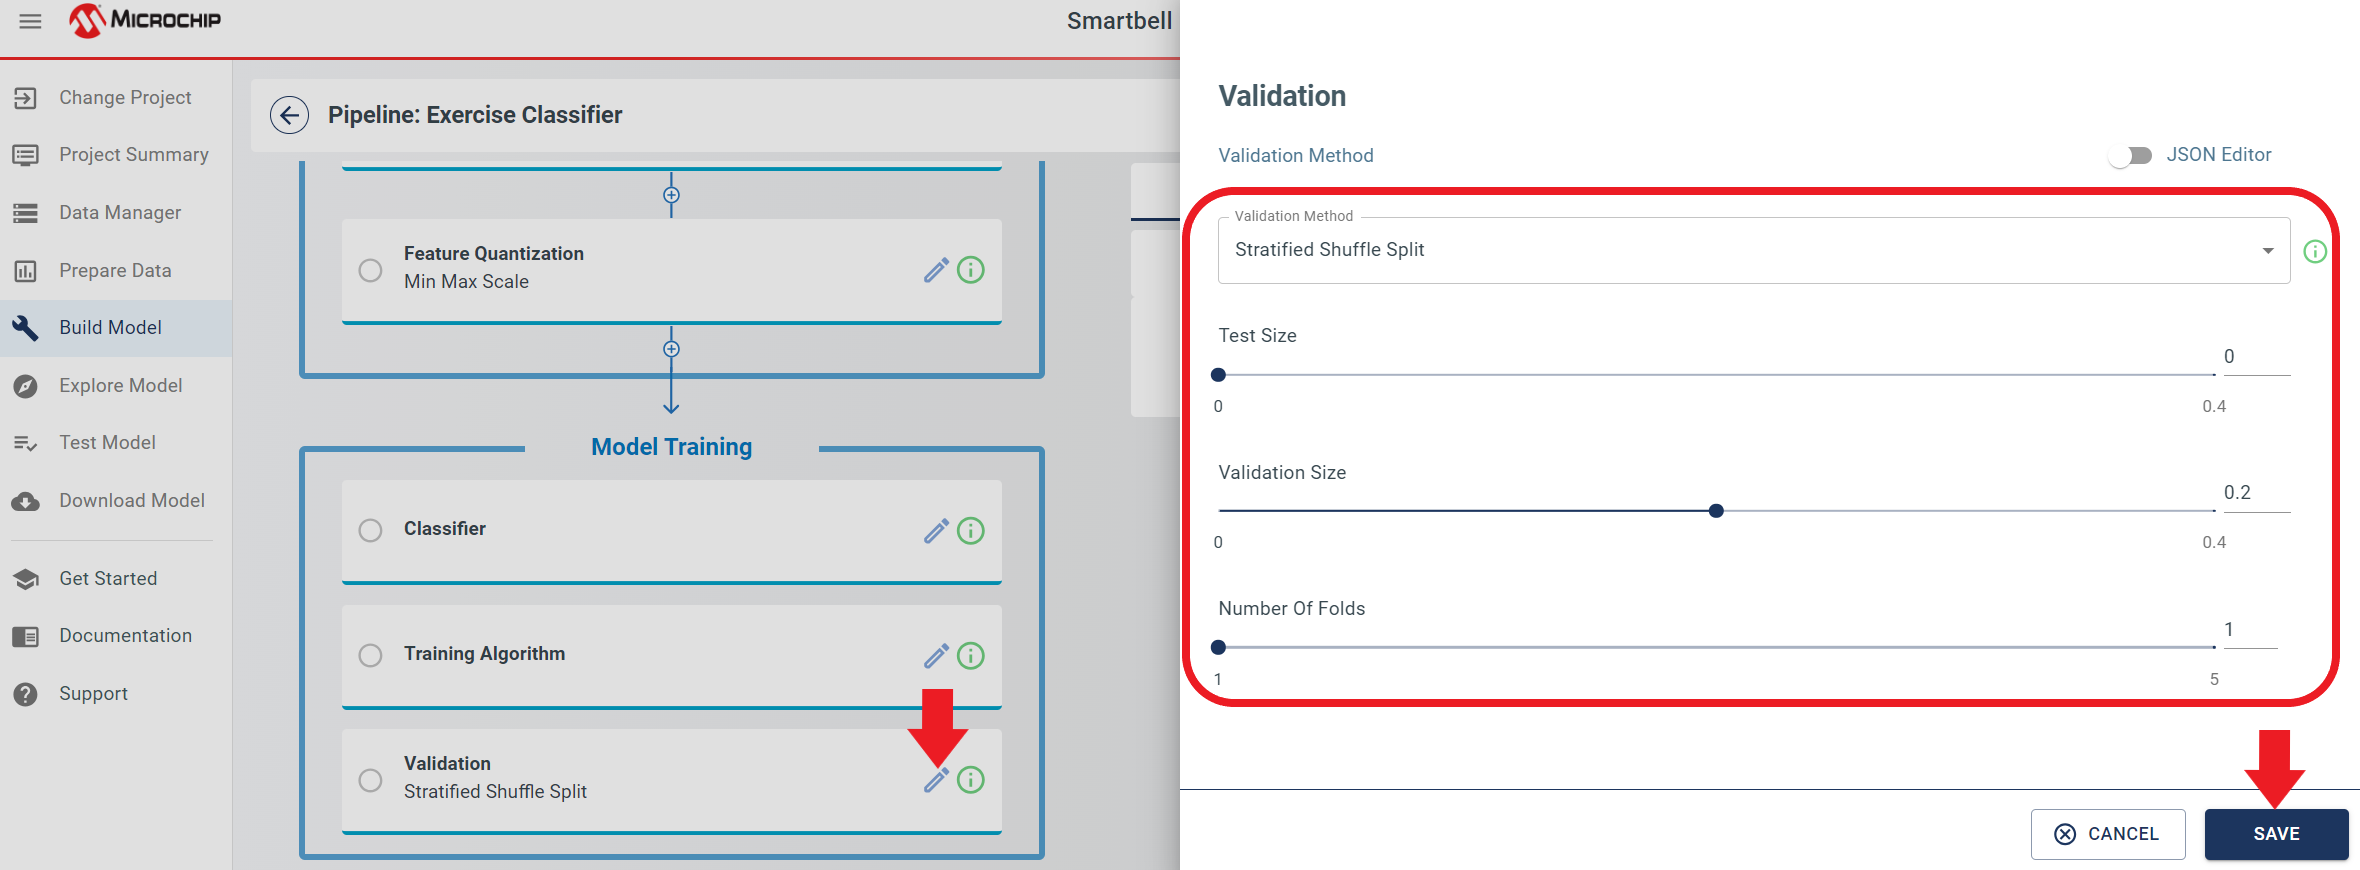 MICROCHIP
Smartbell
Change Project
Project Summary
Data Manager
Prepare Data
Build Model
Explore Model
Test Model
Download Model
Get Started
Documentation
Support
Pipeline: Exercise Classifier
Feature Quantization
Min Max Scale
Model Training
Classifier
Training Algorithm
Validation
Stratified Shuffle Split
Validation
Validation Method
JSON Editor
Validation Method
Stratified Shuffle Split
Test Size
0
0 0.4
Validation Size
0.2
0 0.4
Number Of Folds
1
1 5
CANCEL
SAVE